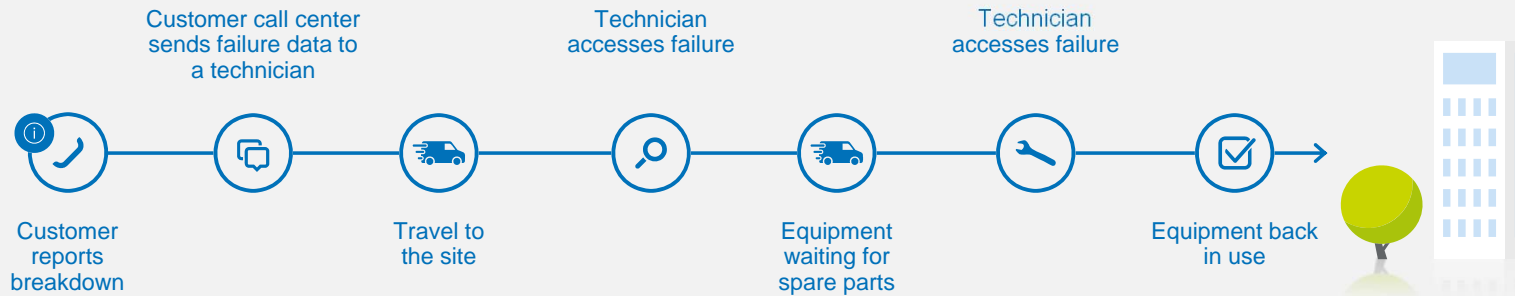 Customer call center
sends failure data to
a technician
Technician
accesses failure
Technician
accesses failure
Customer
reports
breakdown
Travel to
the site
Equipment
waiting for
spare parts
Equipment back
in use